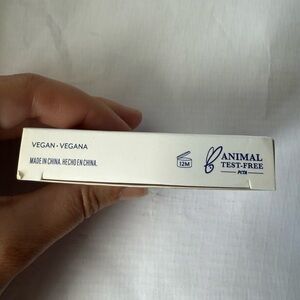 VEGAN • VEGANA
MADE IN CHINA. HECHO EN CHINA.
12M
ANIMAL
TEST-FREE
PETA